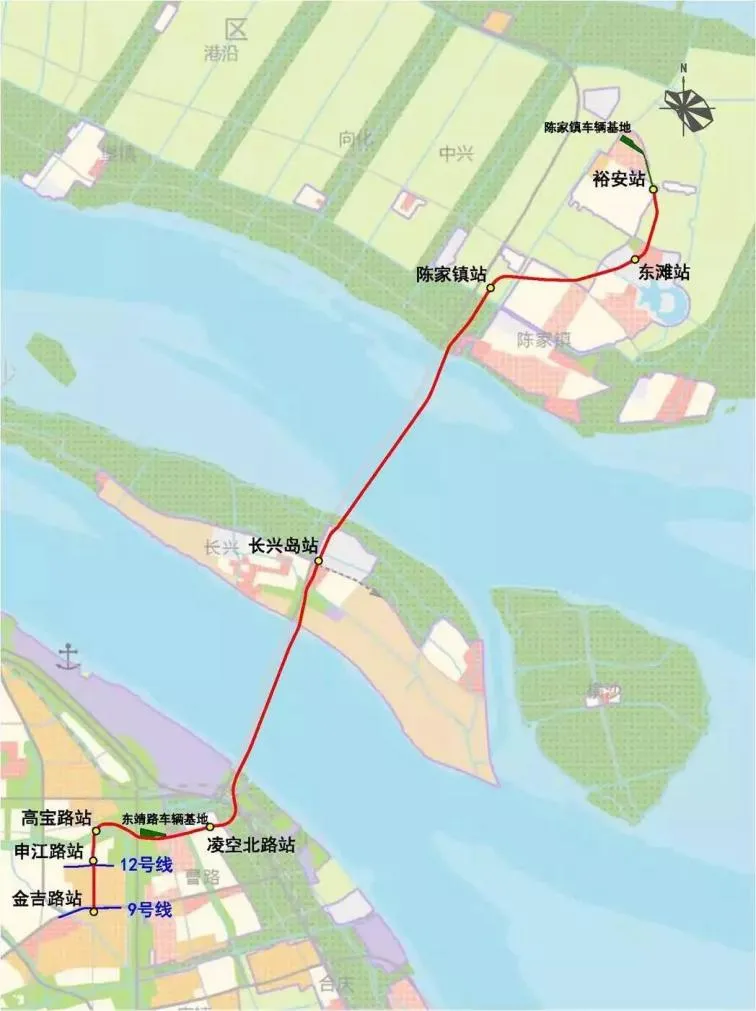 区
港沿
N
陈家镇车辆基地
向化
中兴
裕安站
陈家镇站
东滩站
陈家镇
长兴
长兴岛站
横沙
高宝路站
东靖路车辆基地
申江路站
12号线
凌空北路站
曹路
金吉路站
9号线
合庆